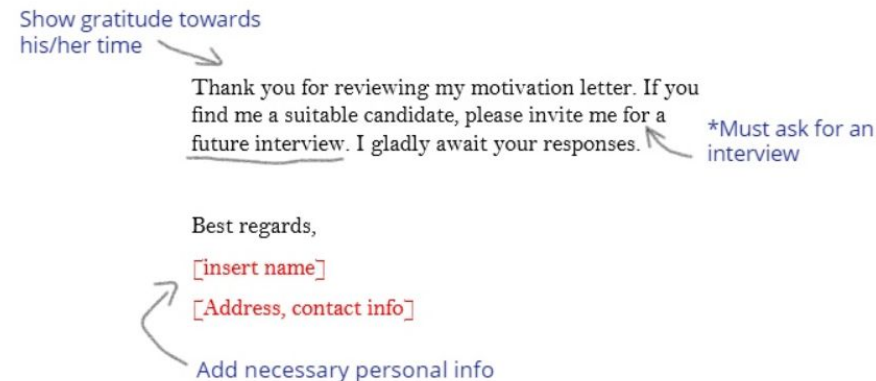 Show gratitude towards
his/her time
Thank you for reviewing my motivation letter. If you
find me a suitable candidate, please invite me for a
future interview. I gladly await your responses.
*Must ask for an
interview
Best regards,
[insert name]
[Address, contact info]
Add necessary personal info